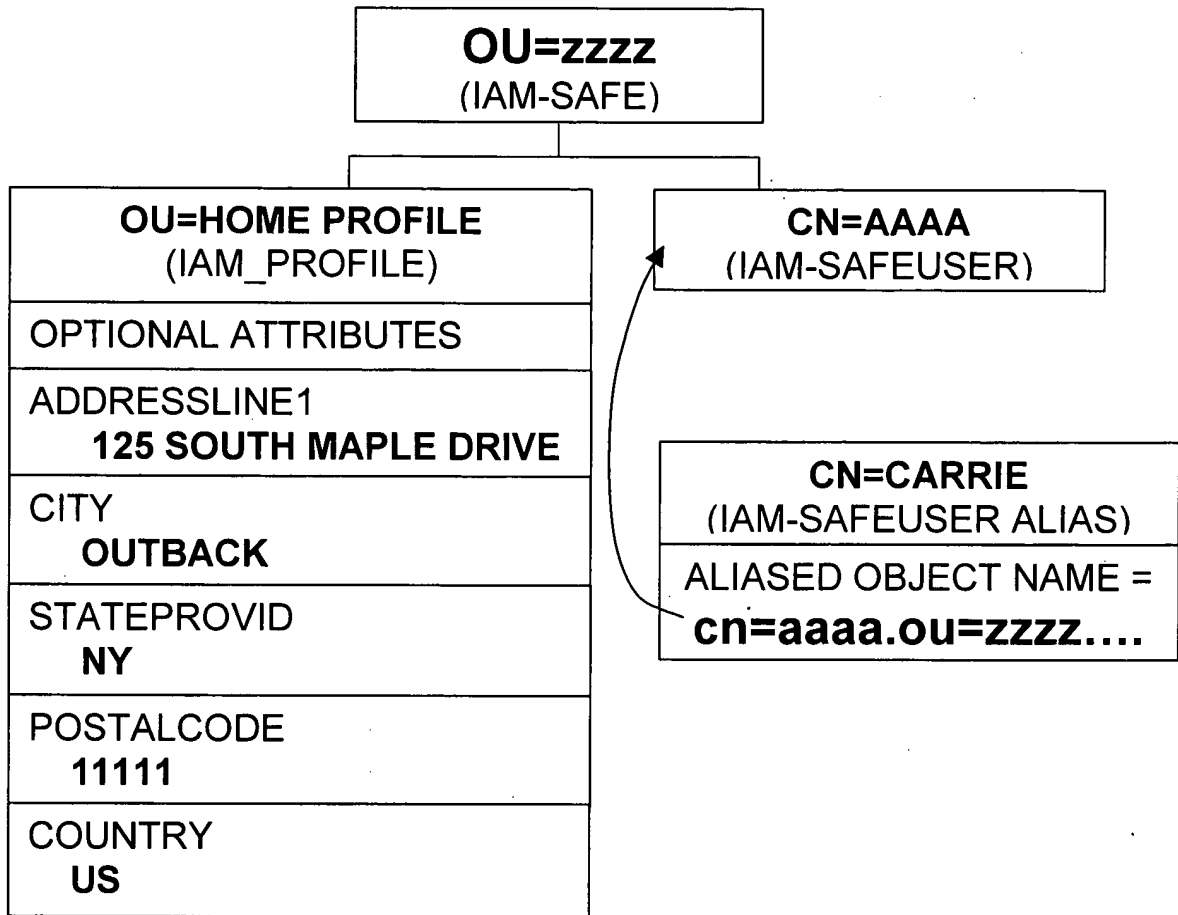 OU=zzzz
(IAM-SAFE)
OU=HOME PROFILE
(IAM_PROFILE)
OPTIONAL ATTRIBUTES
ADDRESSLINE1
125 SOUTH MAPLE DRIVE
CITY
OUTBACK
STATEPROVID
NY
POSTALCODE
11111
COUNTRY
US
CN=AAAA
(IAM-SAFEUSER)
CN=CARRIE
(IAM-SAFEUSER ALIAS)
ALIASED OBJECT NAME =
cn=aaaa.ou=zzzz....